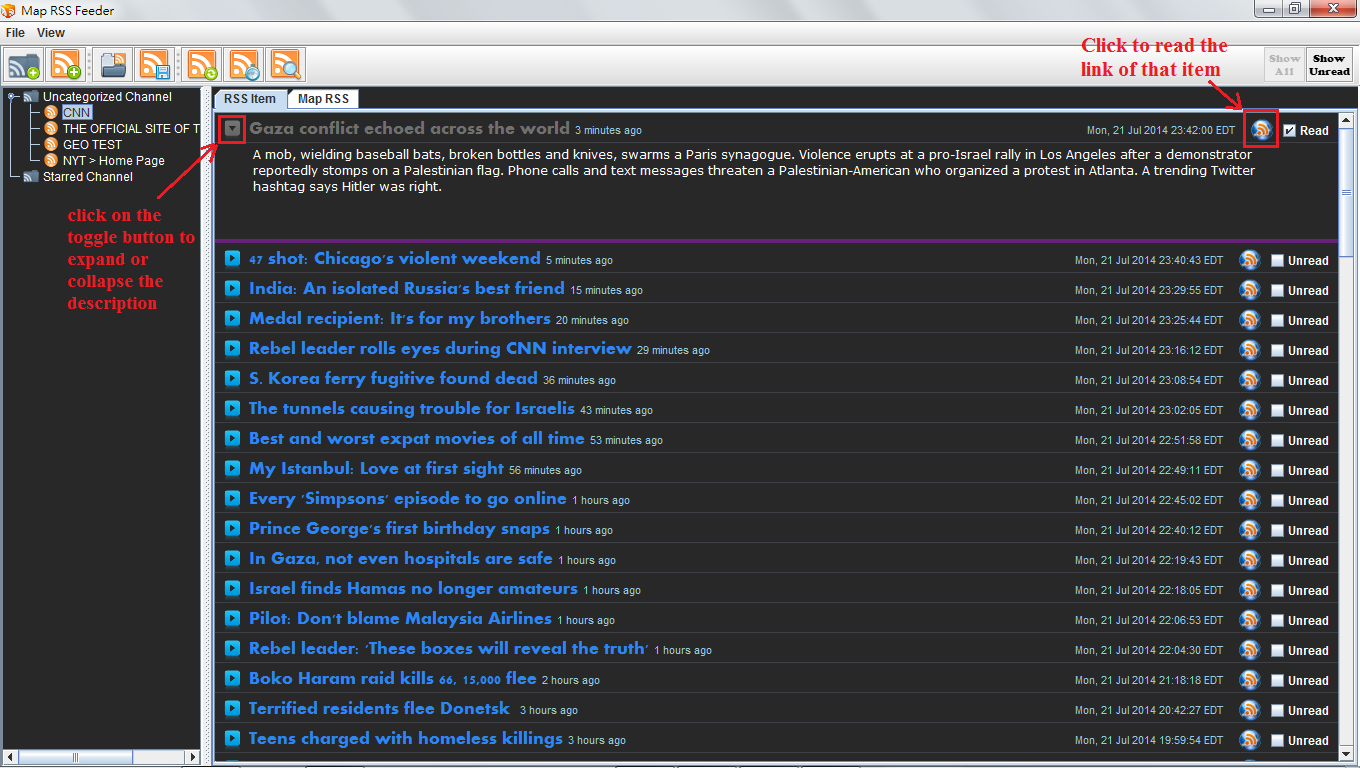 Map RSS Feeder
File View
Click to read the
link of that item
Show
All
Show
Unread
Uncategorized Channel
CNN
THE OFFICIAL SITE OF T
GEO TEST
NYT > Home Page
Starred Channel
click on the
toggle button to
expand or
collapse the
description
RSS Item Map RSS
Gaza conflict echoed across the world 3 minutes ago Mon, 21 Jul 2014 23:42:00 EDT Read
A mob, wielding baseball bats, broken bottles and knives, swarms a Paris synagogue. Violence erupts at a pro-Israel rally in Los Angeles after a demonstrator
reportedly stomps on a Palestinian flag. Phone calls and text messages threaten a Palestinian-American who organized a protest in Atlanta. A trending Twitter
hashtag says Hitler was right.
47 shot: Chicago's violent weekend 5 minutes ago Mon, 21 Jul 2014 23:40:43 EDT Unread
India: An isolated Russia's best friend 15 minutes ago Mon, 21 Jul 2014 23:29:55 EDT Unread
Medal recipient: It's for my brothers 20 minutes ago Mon, 21 Jul 2014 23:25:44 EDT Unread
Rebel leader rolls eyes during CNN interview 29 minutes ago Mon, 21 Jul 2014 23:16:12 EDT Unread
S. Korea ferry fugitive found dead 36 minutes ago Mon, 21 Jul 2014 23:08:54 EDT Unread
The tunnels causing trouble for Israelis 43 minutes ago Mon, 21 Jul 2014 23:02:05 EDT Unread
Best and worst expat movies of all time 53 minutes ago Mon, 21 Jul 2014 22:51:58 EDT Unread
My Istanbul: Love at first sight 56 minutes ago Mon, 21 Jul 2014 22:49:11 EDT Unread
Every 'Simpsons' episode to go online 1 hours ago Mon, 21 Jul 2014 22:45:02 EDT Unread
Prince George's first birthday snaps 1 hours ago Mon, 21 Jul 2014 22:40:12 EDT Unread
In Gaza, not even hospitals are safe 1 hours ago Mon, 21 Jul 2014 22:19:43 EDT Unread
Israel finds Hamas no longer amateurs 1 hours ago Mon, 21 Jul 2014 22:18:05 EDT Unread
Pilot: Don't blame Malaysia Airlines 1 hours ago Mon, 21 Jul 2014 22:06:53 EDT Unread
Rebel leader: 'These boxes will reveal the truth' 1 hours ago Mon, 21 Jul 2014 22:04:30 EDT Unread
Boko Haram raid kills 66, 15,000 flee 2 hours ago Mon, 21 Jul 2014 21:18:18 EDT Unread
Terrified residents flee Donetsk 3 hours ago Mon, 21 Jul 2014 20:42:27 EDT Unread
Teens charged with homeless killings 3 hours ago Mon, 21 Jul 2014 19:59:54 EDT Unread